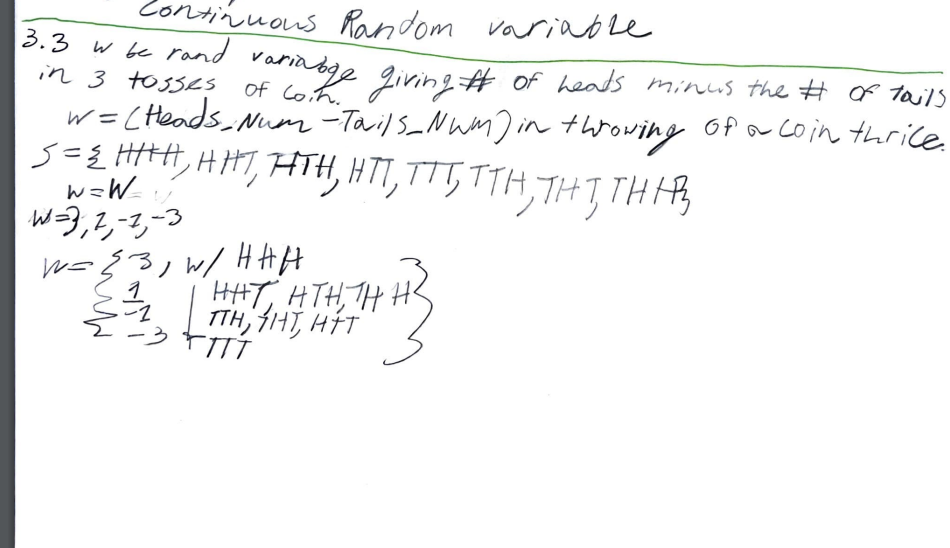 Continuous Random variable
3.3 w be rand variable giving # of heads minus the # of Tails
in 3 tosses of coin.
w = (Heads_Num - Tails_Num) in throwing of a coin thrice.
S = { HHH, HHT, HTH, HTT, TTT, TTH, THT, THH}
w = W
W = 3, 1, -1, -3
W = { 3, w/ HHH
{ 1 | HHT, HTH, THH }
-1 | TTH, THT, HTT
-3 TTT